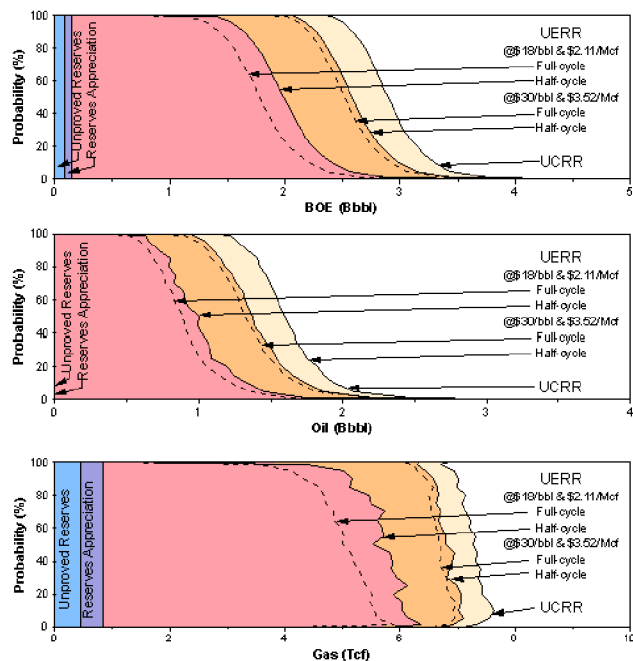 100
80
60
40
20
0
Probability (%)
Unproved Reserves
Reserves Appreciation
UERR
@$18/bbl & $2.11/Mcf
Full-cycle
Half-cycle
@$30/bbl & $3.52/Mcf
Full-cycle
Half-cycle
UCRR
0 1 2 3 4 5
BOE (Bbbl)
100
80
60
40
20
0
Probability (%)
Unproved Reserves
Reserves Appreciation
UERR
@$18/bbl & $2.11/Mcf
Full-cycle
Half-cycle
@$30/bbl & $3.52/Mcf
Full-cycle
Half-cycle
UCRR
0 1 2 3 4
Oil (Bbbl)
100
80
60
40
20
0
Probability (%)
Unproved Reserves
Reserves Appreciation
UERR
@$19/bbl & $2.11/Mcf
Full-cycle
Half-cycle
@$30/bbl & $3.52/Mcf
Full-cycle
Half-cycle
UCRR
0 2 4 6 0 10
Gas (Tcf)